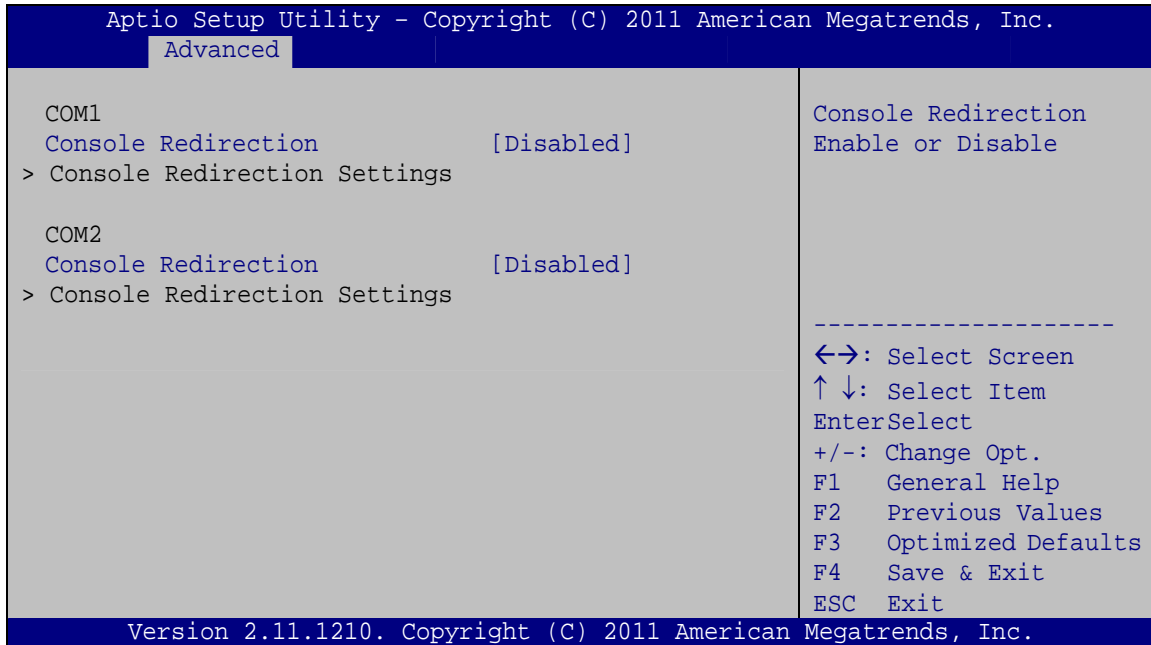 Aptio Setup Utility – Copyright (C) 2011 American Megatrends, Inc.
Advanced
COM1
Console Redirection [Disabled]
> Console Redirection Settings
COM2
Console Redirection [Disabled]
> Console Redirection Settings
Console Redirection
Enable or Disable
---------------------
←→: Select Screen
↑ ↓: Select Item
EnterSelect
+/-: Change Opt.
F1 General Help
F2 Previous Values
F3 Optimized Defaults
F4 Save & Exit
ESC Exit
Version 2.11.1210. Copyright (C) 2011 American Megatrends, Inc.